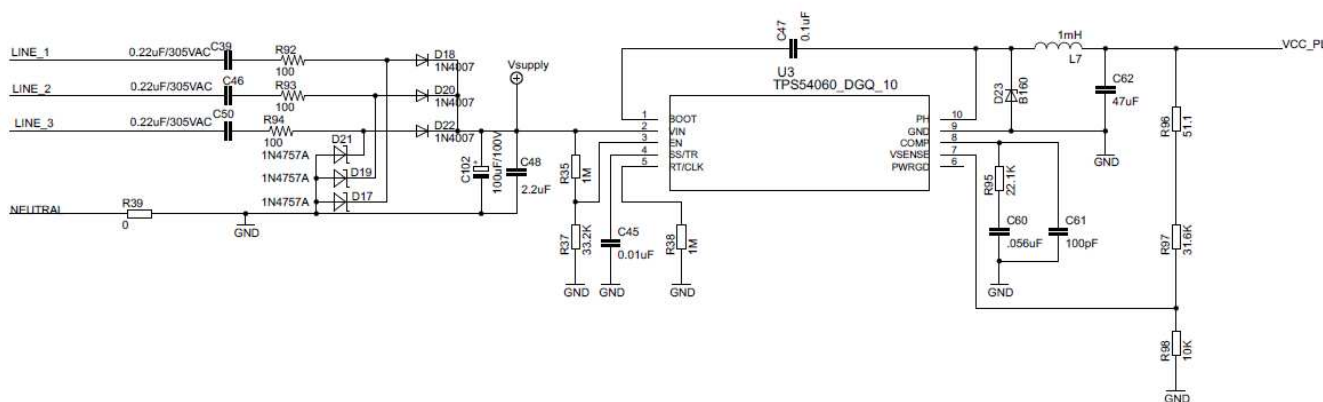 LINE_1
0.22uF/305VAC
C39
R92
100
D18
1N4007
LINE_2
0.22uF/305VAC
C46
R93
100
D20
1N4007
LINE_3
0.22uF/305VAC
C50
R94
100
D22
1N4007
Vsupply
1N4757A
D21
1N4757A
D19
1N4757A
D17
NEUTRAL
R39
0
GND
C102
+
100uF/100V
C48
2.2uF
R35
1M
R37
33.2K
GND
C45
0.01uF
GND
R38
1M
GND
C47
0.1uF
U3
TPS54060_DGQ_10
1
BOOT
2
VIN
3
EN
4
SS/TR
5
RT/CLK
PH
10
GND
9
COMP
8
VSENSE
7
PWRGD
6
D23
B160
1mH
L7
VCC_PL
C62
47uF
GND
R95
22.1K
C60
.056uF
C61
100pF
GND
R96
51.1
R97
31.6K
R98
10K
GND